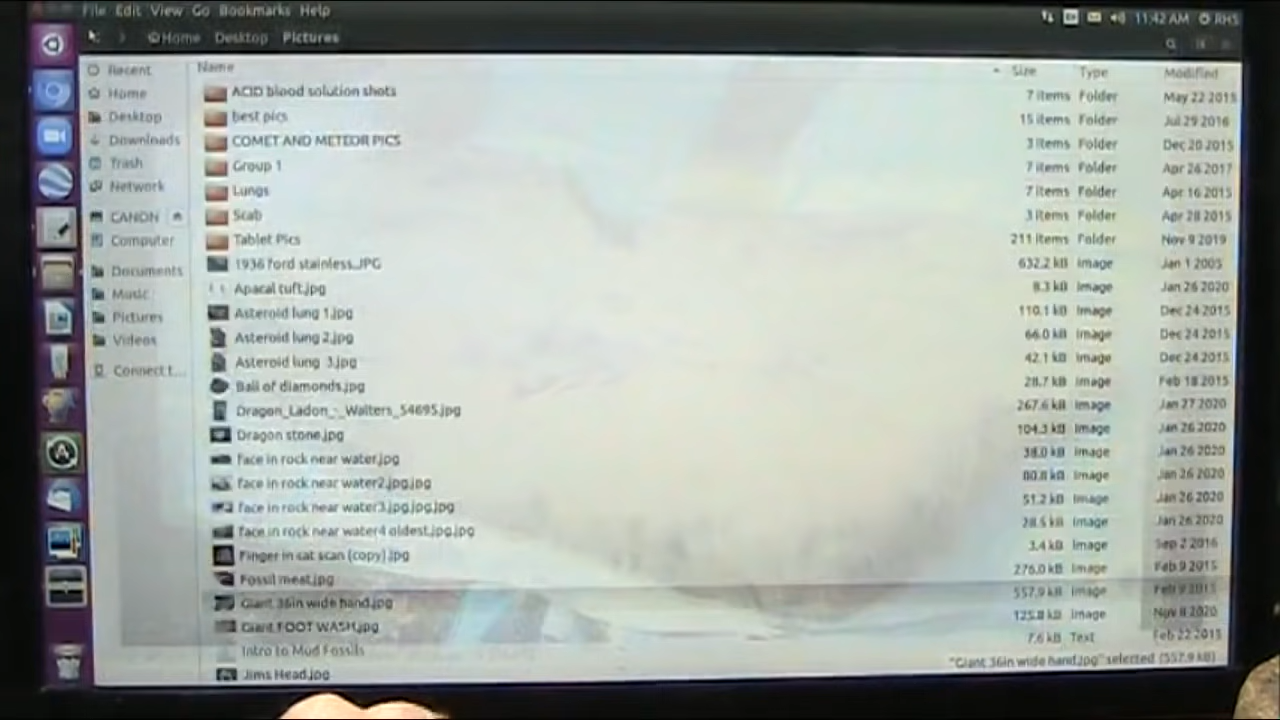 File Edit View Go Bookmarks Help
11:42 AM RHS
Home Desktop Pictures
Name Size Type Modified
Recent
Home
Desktop
Downloads
Trash
Network
CANON
Computer
Documents
Music
Pictures
Videos
Connect t...
ACID blood solution shots 7 items Folder May 22 2015
best pics 15 items Folder Jul 29 2016
COMET AND METEOR PICS 3 items Folder Dec 20 2015
Group 1 7 items Folder Apr 26 2017
Lungs 7 items Folder Apr 16 2015
Scab 3 items Folder Apr 28 2015
Tablet Pics 211 items Folder Nov 9 2019
1936 ford stainless.JPG 632.2 kB Image Jan 1 2005
Apacal tuft.jpg 8.3 kB Image Jan 26 2020
Asteroid lung 1.jpg 110.1 kB Image Dec 24 2015
Asteroid lung 2.jpg 66.0 kB Image Dec 24 2015
Asteroid lung 3.jpg 42.1 kB Image Dec 24 2015
Ball of diamonds.jpg 28.7 kB Image Feb 18 2015
Dragon_Ladon_-_Walters_54695.jpg 267.6 kB Image Jan 27 2020
Dragon stone.jpg 104.3 kB Image Jan 26 2020
face in rock near water.jpg 38.0 kB Image Jan 26 2020
face in rock near water2.jpg.jpg 80.8 kB Image Jan 26 2020
face in rock near water3.jpg.jpg.jpg 51.2 kB Image Jan 26 2020
face in rock near water4 oldest.jpg.jpg 28.5 kB Image Jan 26 2020
Finger in cat scan (copy).jpg 3.4 kB Image Sep 2 2016
Fossil meat.jpg 276.0 kB Image Feb 9 2015
Giant 36in wide hand.jpg 557.9 kB Image Feb 9 2015
Giant FOOT WASH.jpg 125.8 kB Image Nov 8 2020
Intro to Mud Fossils 7.6 kB Text Feb 22 2015
Jims Head.jpg
"Giant 36in wide hand.jpg" selected (557.9 kB)